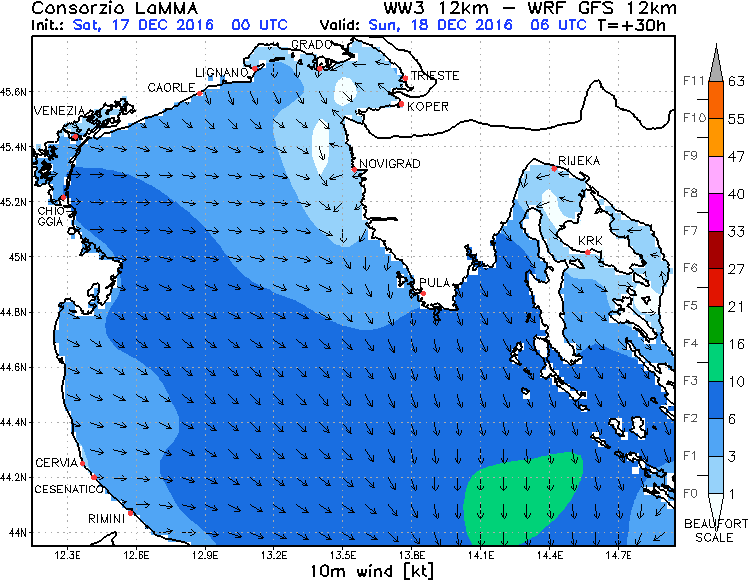 Consorzio LaMMA WW3 12km – WRF GFS 12km
Init.: Sat, 17 DEC 2016 00 UTC Valid: Sun, 18 DEC 2016 06 UTC T=+30h
GRADO
LIGNANO
TRIESTE
CAORLE
KOPER
VENEZIA
NOVIGRAD
RIJEKA
CHIO-
GGIA
KRK
PULA
CERVIA
CESENATICO
RIMINI
45.6N
45.4N
45.2N
45N
44.8N
44.6N
44.4N
44.2N
44N
12.3E 12.6E 12.9E 13.2E 13.5E 13.8E 14.1E 14.4E 14.7E
10m wind [kt]
F11 63
F10 55
F9 47
F8 40
F7 33
F6 27
F5 21
F4 16
F3 10
F2 6
F1 3
F0 1
BEAUFORT
SCALE